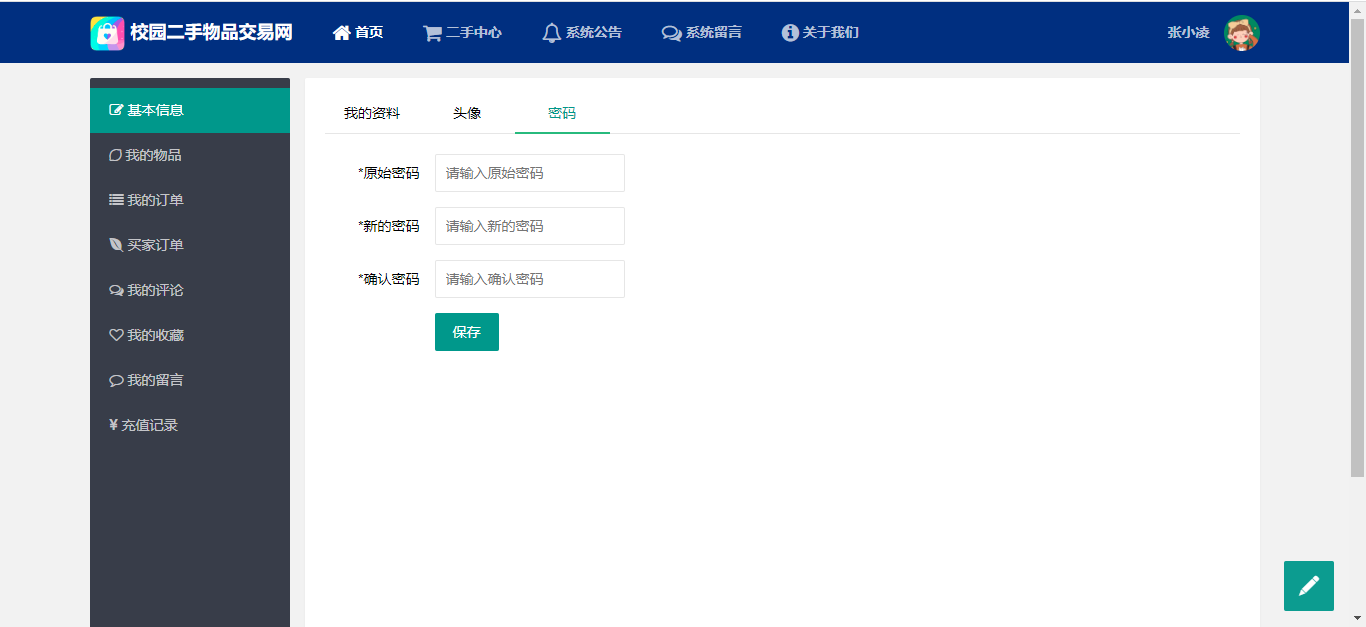 校园二手物品交易网 首页 二手中心 系统公告 系统留言 关于我们 张小凌
基本信息
我的物品
我的订单
买家订单
我的评论
我的收藏
我的留言
¥ 充值记录
我的资料 头像 密码
*原始密码 请输入原始密码
*新的密码 请输入新的密码
*确认密码 请输入确认密码
保存